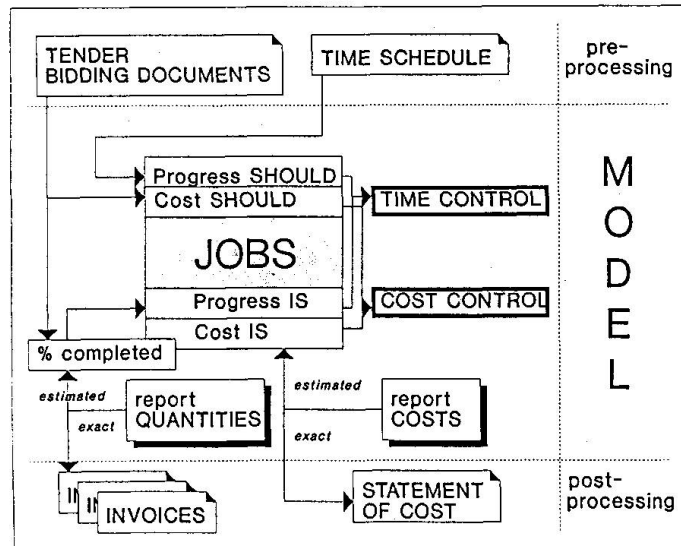 TENDER
BIDDING DOCUMENTS
TIME SCHEDULE
pre-
processing
Progress SHOULD
Cost SHOULD
JOBS
Progress IS
Cost IS
TIME CONTROL
COST CONTROL
M
O
D
E
L
% completed
estimated
exact
report
QUANTITIES
estimated
exact
report
COSTS
INVOICES
STATEMENT
OF COST
post-
processing